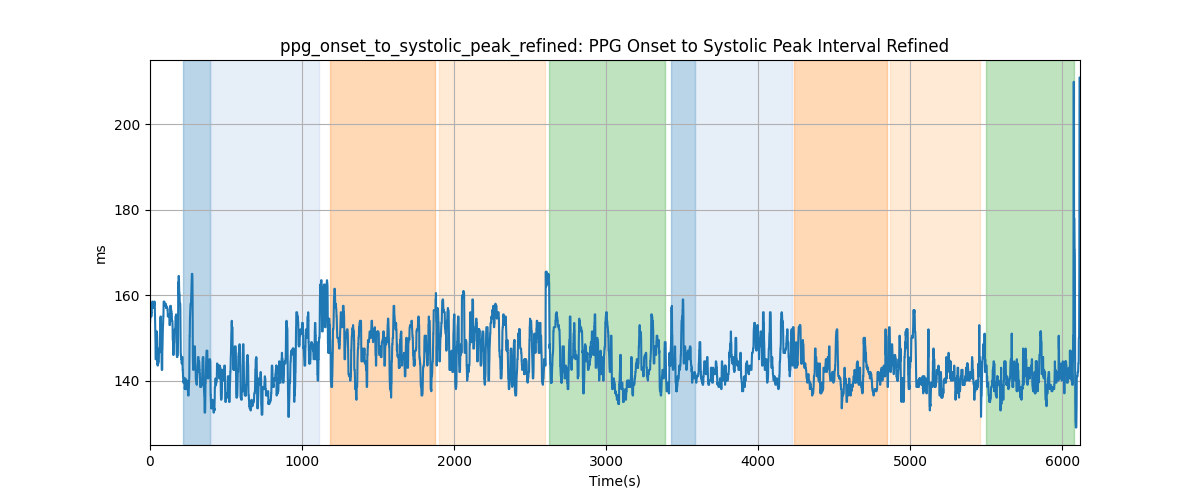 ppg_onset_to_systolic_peak_refined: PPG Onset to Systolic Peak Interval Refined
200
180
160
140
ms
0 1000 2000 3000 4000 5000 6000
Time(s)